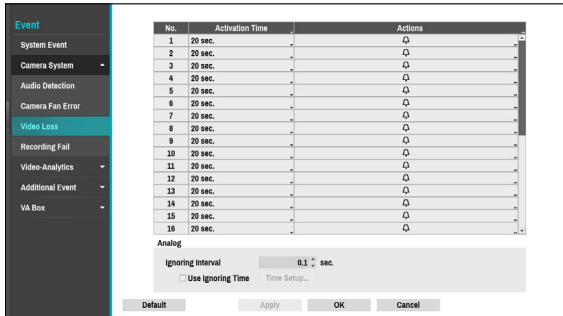 Event
System Event
Camera System
Audio Detection
Camera Fan Error
Video Loss
Recording Fail
Video-Analytics
Additional Event
VA Box
No. Activation Time Actions
1 20 sec.
2 20 sec.
3 20 sec.
4 20 sec.
5 20 sec.
6 20 sec.
7 20 sec.
8 20 sec.
9 20 sec.
10 20 sec.
11 20 sec.
12 20 sec.
13 20 sec.
14 20 sec.
15 20 sec.
16 20 sec.
Analog
Ignoring Interval 0.1 sec.
Use Ignoring Time Time Setup...
Default Apply OK Cancel